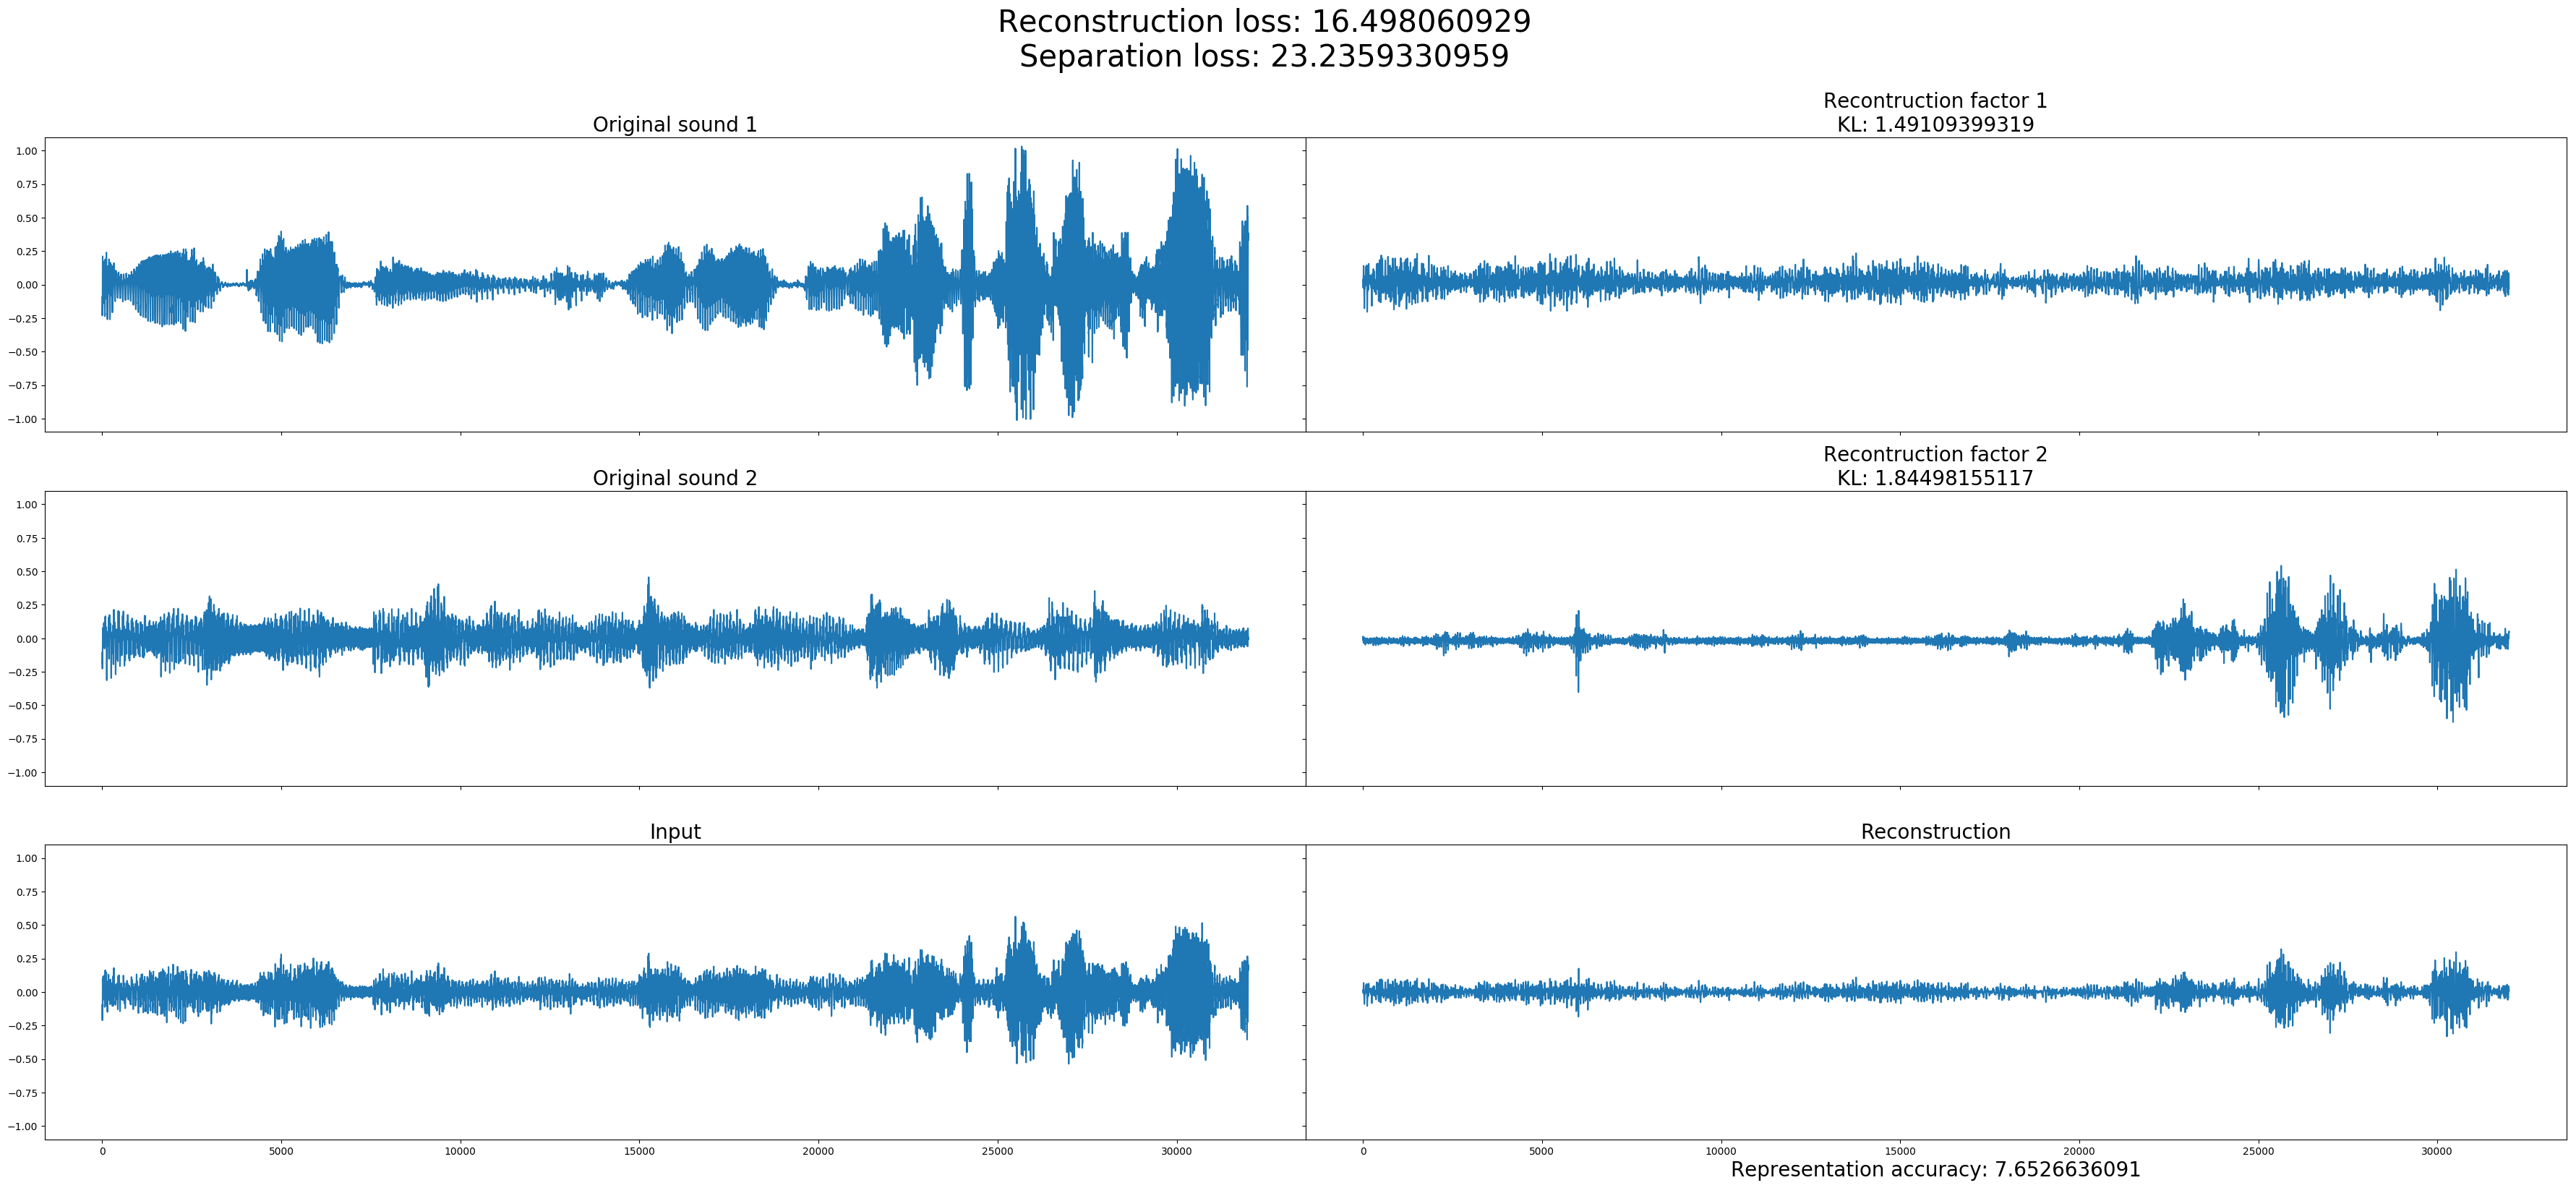 Reconstruction loss: 16.498060929
Separation loss: 23.2359330959
Original sound 1
Recontruction factor 1
KL: 1.49109399319
1.00
0.75
0.50
0.25
0.00
−0.25
−0.50
−0.75
−1.00
Original sound 2
Recontruction factor 2
KL: 1.84498155117
1.00
0.75
0.50
0.25
0.00
−0.25
−0.50
−0.75
−1.00
Input
Reconstruction
1.00
0.75
0.50
0.25
0.00
−0.25
−0.50
−0.75
−1.00
0 5000 10000 15000 20000 25000 30000
0 5000 10000 15000 20000 25000 30000
Representation accuracy: 7.6526636091